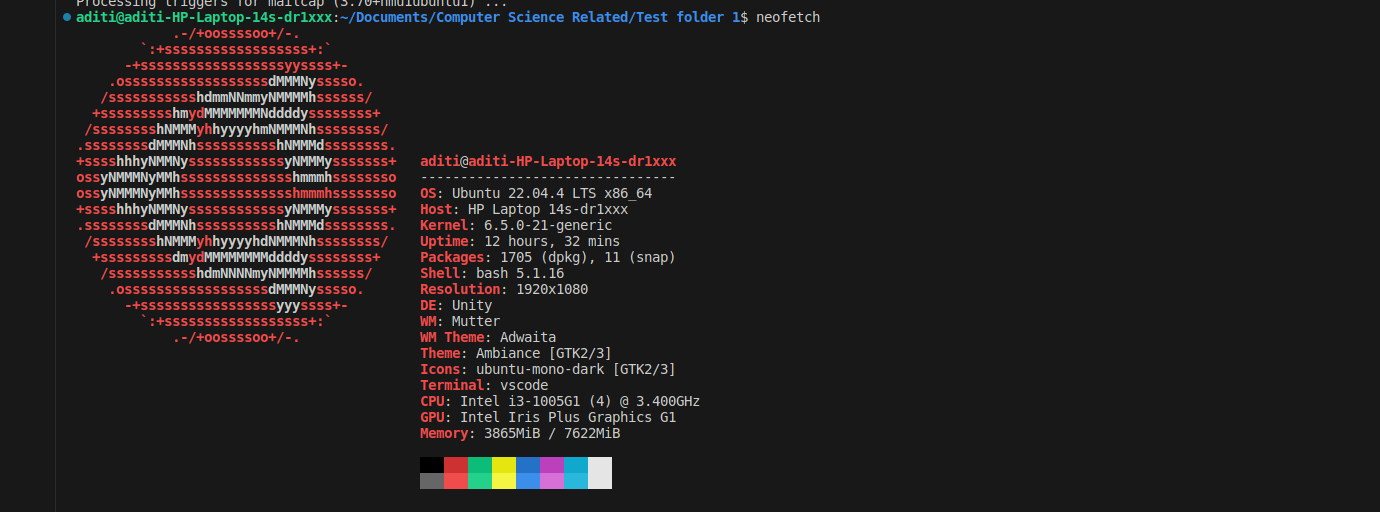 Processing triggers for mailcap (3.70+nmu1ubuntu1) ...
aditi@aditi-HP-Laptop-14s-dr1xxx:~/Documents/Computer Science Related/Test folder 1$ neofetch
            .-/+oossssoo+/-.
        `:+ssssssssssssssssss+:`
      -+ssssssssssssssssssyyssss+-
    .ossssssssssssssssssdMMMNysssso.
   /ssssssssssshdmmNNmmyNMMMMhssssss/
  +ssssssssshmydMMMMMMMNddddyssssssss+
 /sssssssshNMMMyhhyyyyhmNMMMNhssssssss/
.ssssssssdMMMNhsssssssssshNMMMdssssssss.
+sssshhhyNMMNyssssssssssssyNMMMysssssss+   aditi@aditi-HP-Laptop-14s-dr1xxx
ossyNMMMNyMMhsssssssssssssshmmmhssssssso   --------------------------------
ossyNMMMNyMMhsssssssssssssshmmmhssssssso   OS: Ubuntu 22.04.4 LTS x86_64
+sssshhhyNMMNyssssssssssssyNMMMysssssss+   Host: HP Laptop 14s-dr1xxx
.ssssssssdMMMNhsssssssssshNMMMdssssssss.   Kernel: 6.5.0-21-generic
 /sssssssshNMMMyhhyyyyhdNMMMNhssssssss/    Uptime: 12 hours, 32 mins
  +sssssssssdmydMMMMMMMMddddyssssssss+     Packages: 1705 (dpkg), 11 (snap)
   /ssssssssssshdmNNNNmyNMMMMhssssss/      Shell: bash 5.1.16
    .ossssssssssssssssssdMMMNysssso.       Resolution: 1920x1080
      -+sssssssssssssssssyyyssss+-         DE: Unity
        `:+ssssssssssssssssss+:`           WM: Mutter
            .-/+oossssoo+/-.               WM Theme: Adwaita
                                           Theme: Ambiance [GTK2/3]
                                           Icons: ubuntu-mono-dark [GTK2/3]
                                           Terminal: vscode
                                           CPU: Intel i3-1005G1 (4) @ 3.400GHz
                                           GPU: Intel Iris Plus Graphics G1
                                           Memory: 3865MiB / 7622MiB